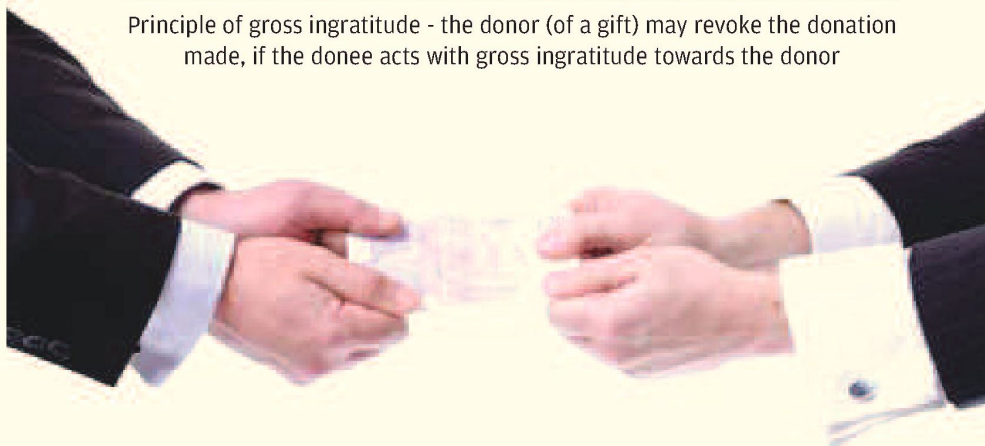 Principle of gross ingratitude - the donor (of a gift) may revoke the donation
made, if the donee acts with gross ingratitude towards the donor